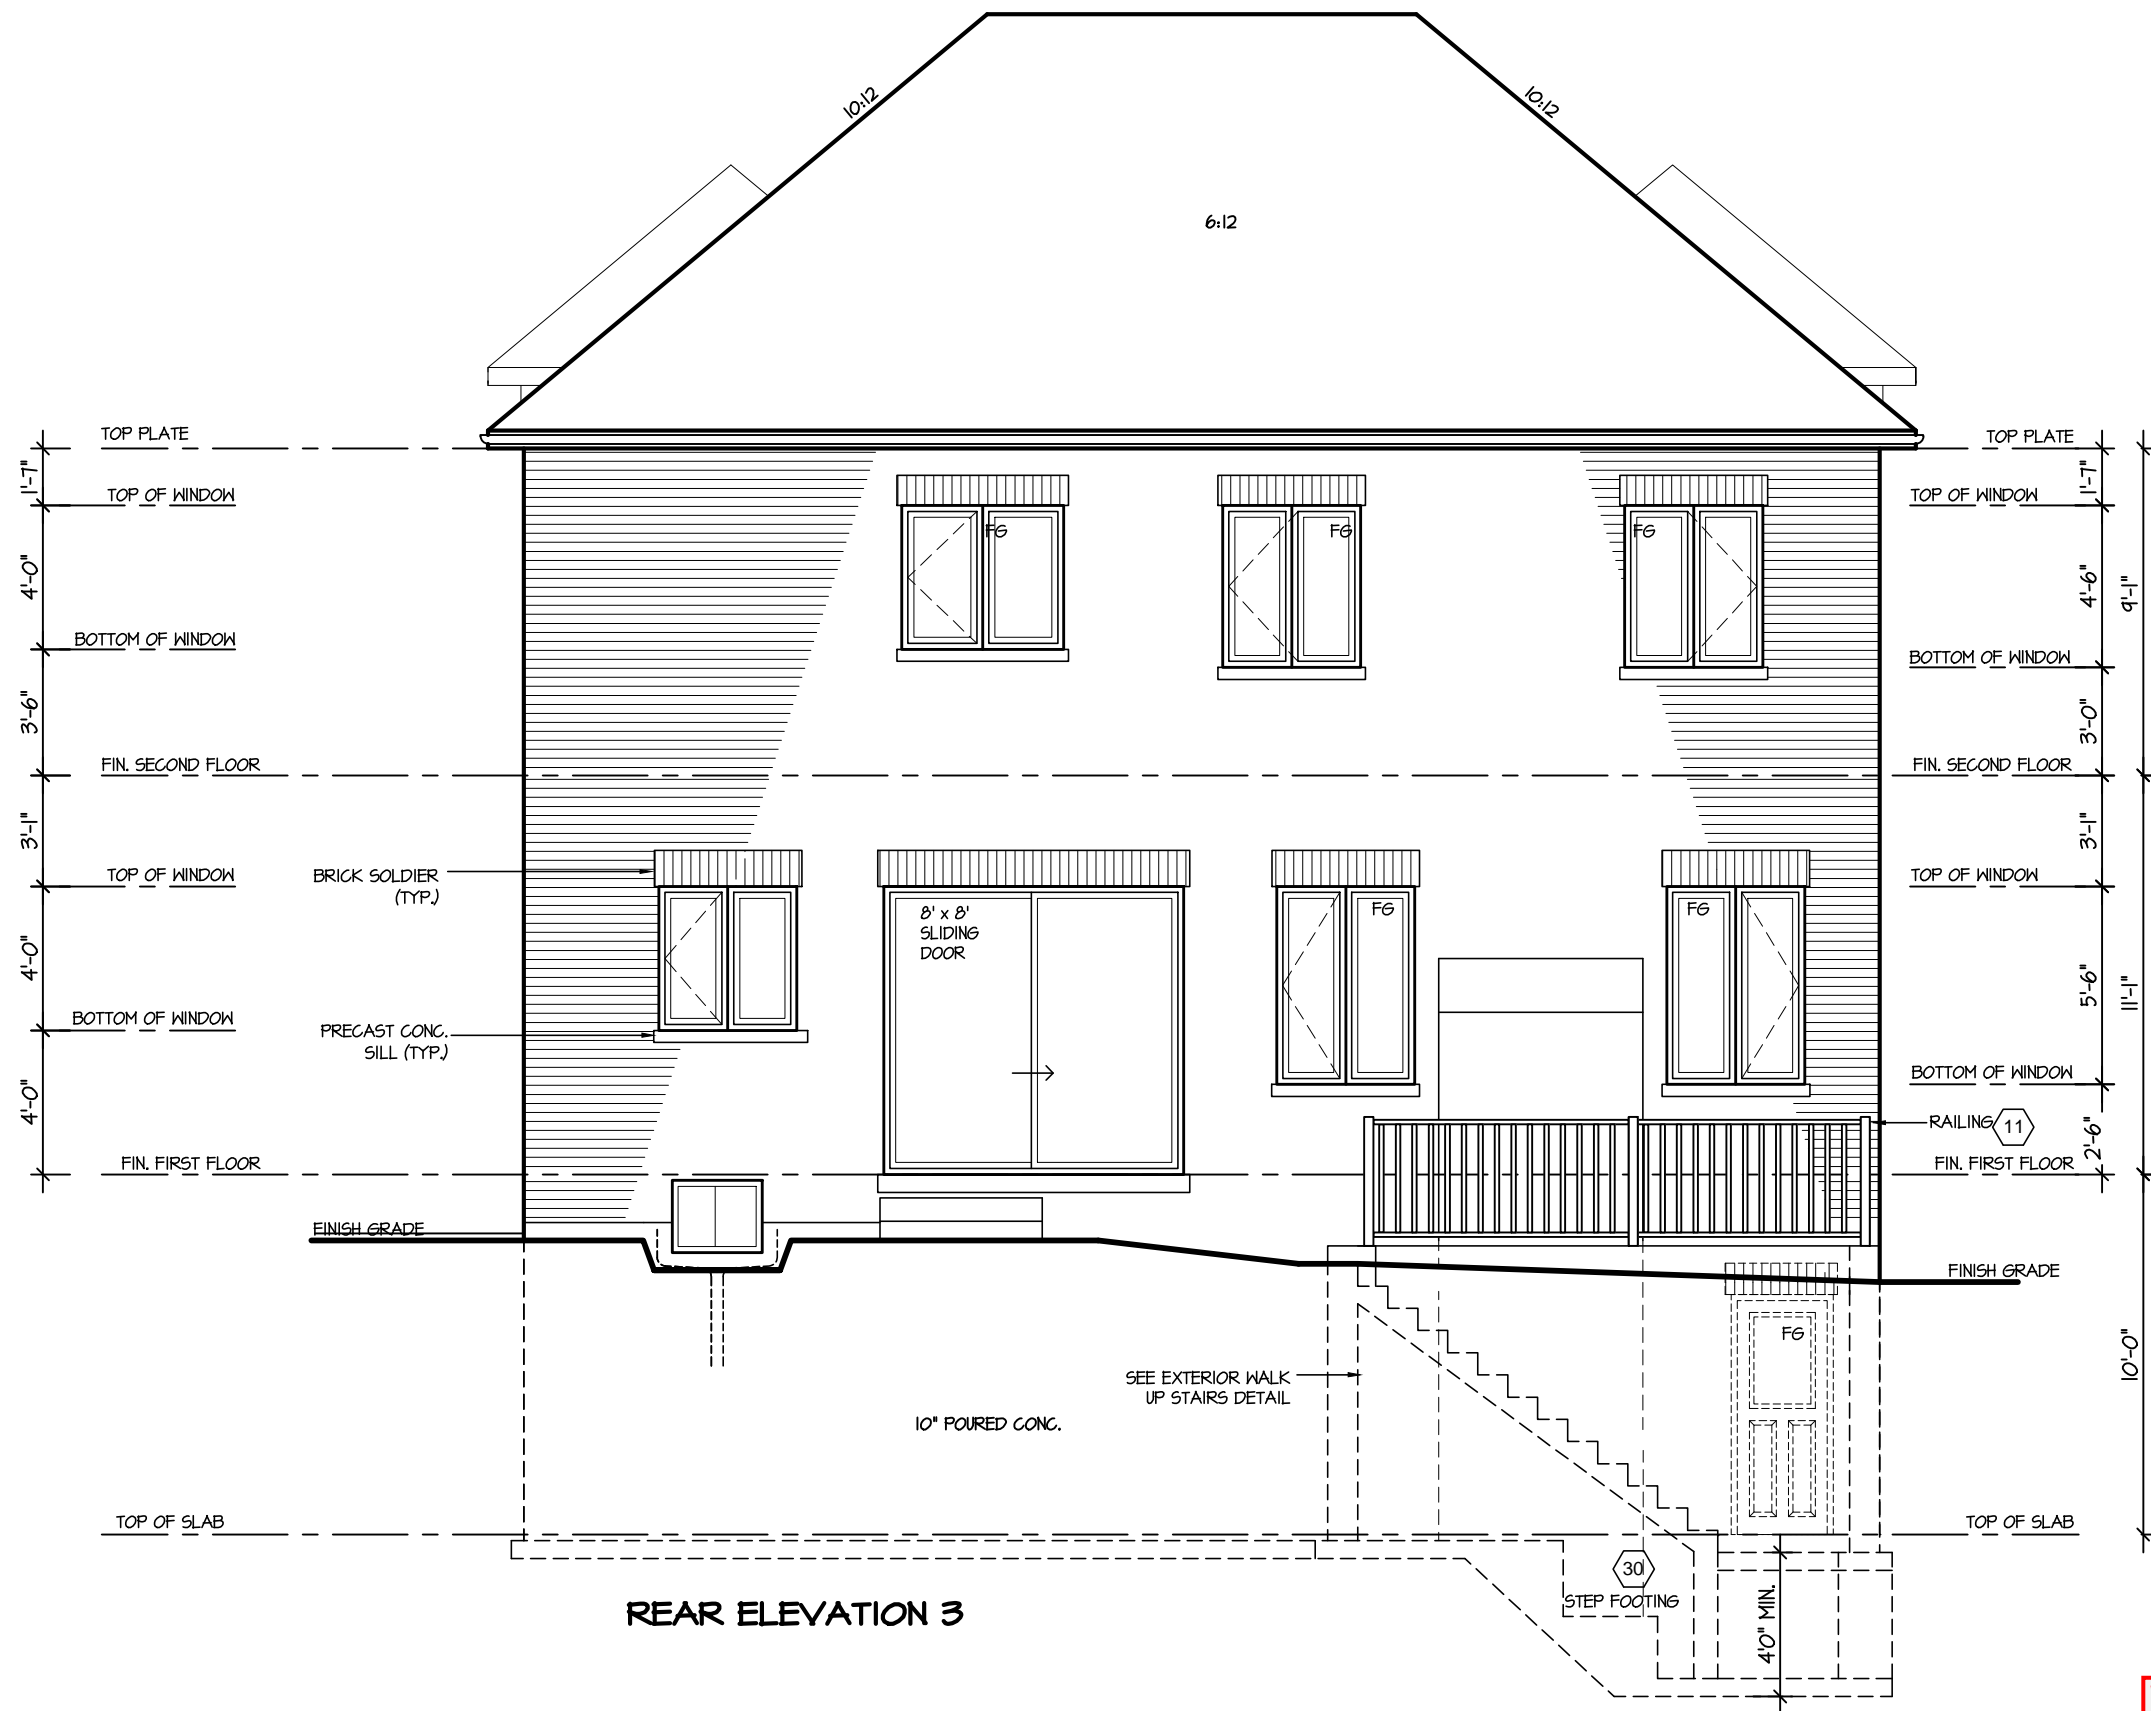 10:12
10:12
6:12
TOP PLATE
TOP PLATE
1'-7"
1'-7"
TOP OF WINDOW
TOP OF WINDOW
FG
FG
FG
4'-0"
4'-6"
9'-1"
BOTTOM OF WINDOW
BOTTOM OF WINDOW
3'-6"
3'-0"
FIN. SECOND FLOOR
FIN. SECOND FLOOR
3'-1"
3'-1"
BRICK SOLDIER
(TYP.)
TOP OF WINDOW
TOP OF WINDOW
8' x 8'
SLIDING
DOOR
FG
FG
4'-0"
5'-6"
11'-1"
BOTTOM OF WINDOW
PRECAST CONC.
SILL (TYP.)
BOTTOM OF WINDOW
4'-0"
RAILING
11
2'-6"
FIN. FIRST FLOOR
FIN. FIRST FLOOR
FINISH GRADE
FINISH GRADE
FG
10'-0"
SEE EXTERIOR WALK
UP STAIRS DETAIL
10" POURED CONC.
TOP OF SLAB
TOP OF SLAB
30
STEP FOOTING
4'0" MIN.
REAR ELEVATION 3